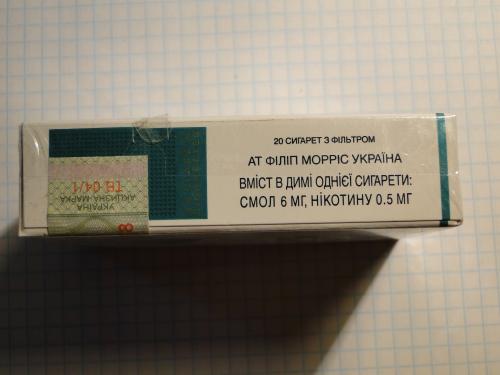 20 СИГАРЕТ З ФІЛЬТРОМ
АТ ФІЛІП МОРРІС УКРАЇНА
ВМІСТ В ДИМІ ОДНІЄЇ СИГАРЕТИ:
СМОЛ 6 МГ, НІКОТИНУ 0.5 МГ
УКРАЇНА
АКЦИЗНА МАРКА
ТВ 04/1
8